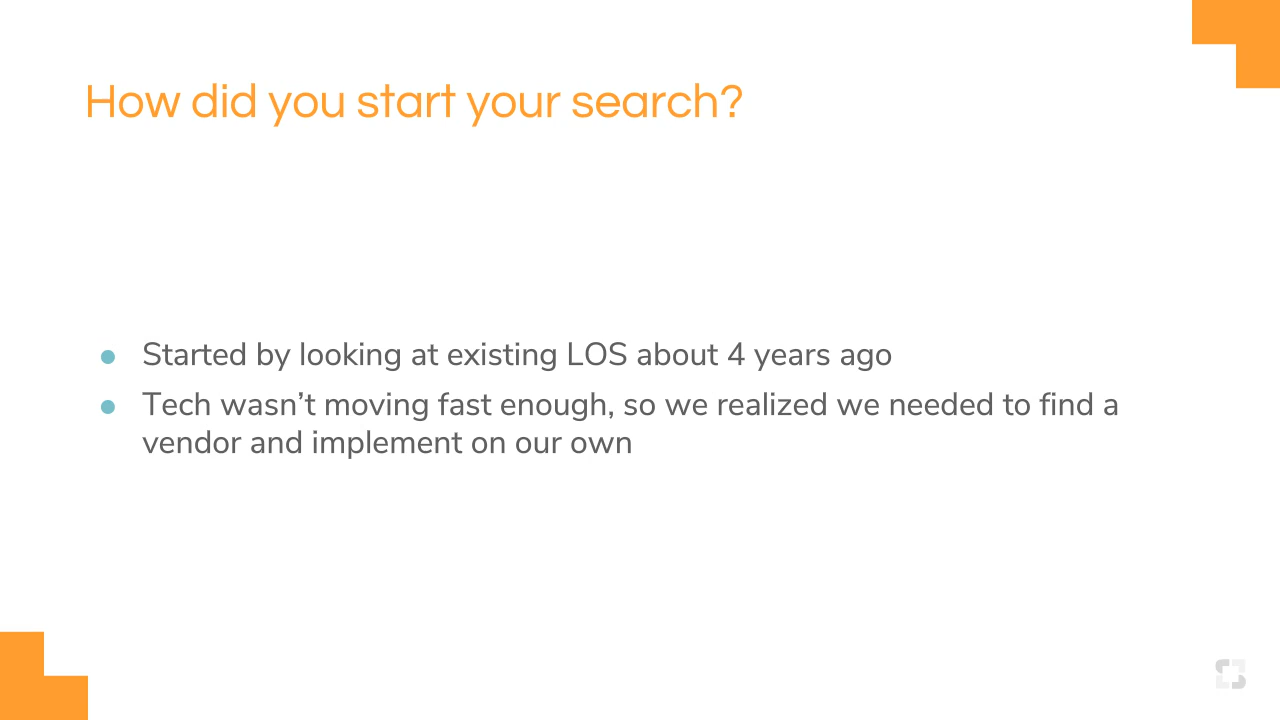 How did you start your search?
● Started by looking at existing LOS about 4 years ago
● Tech wasn’t moving fast enough, so we realized we needed to find a
vendor and implement on our own